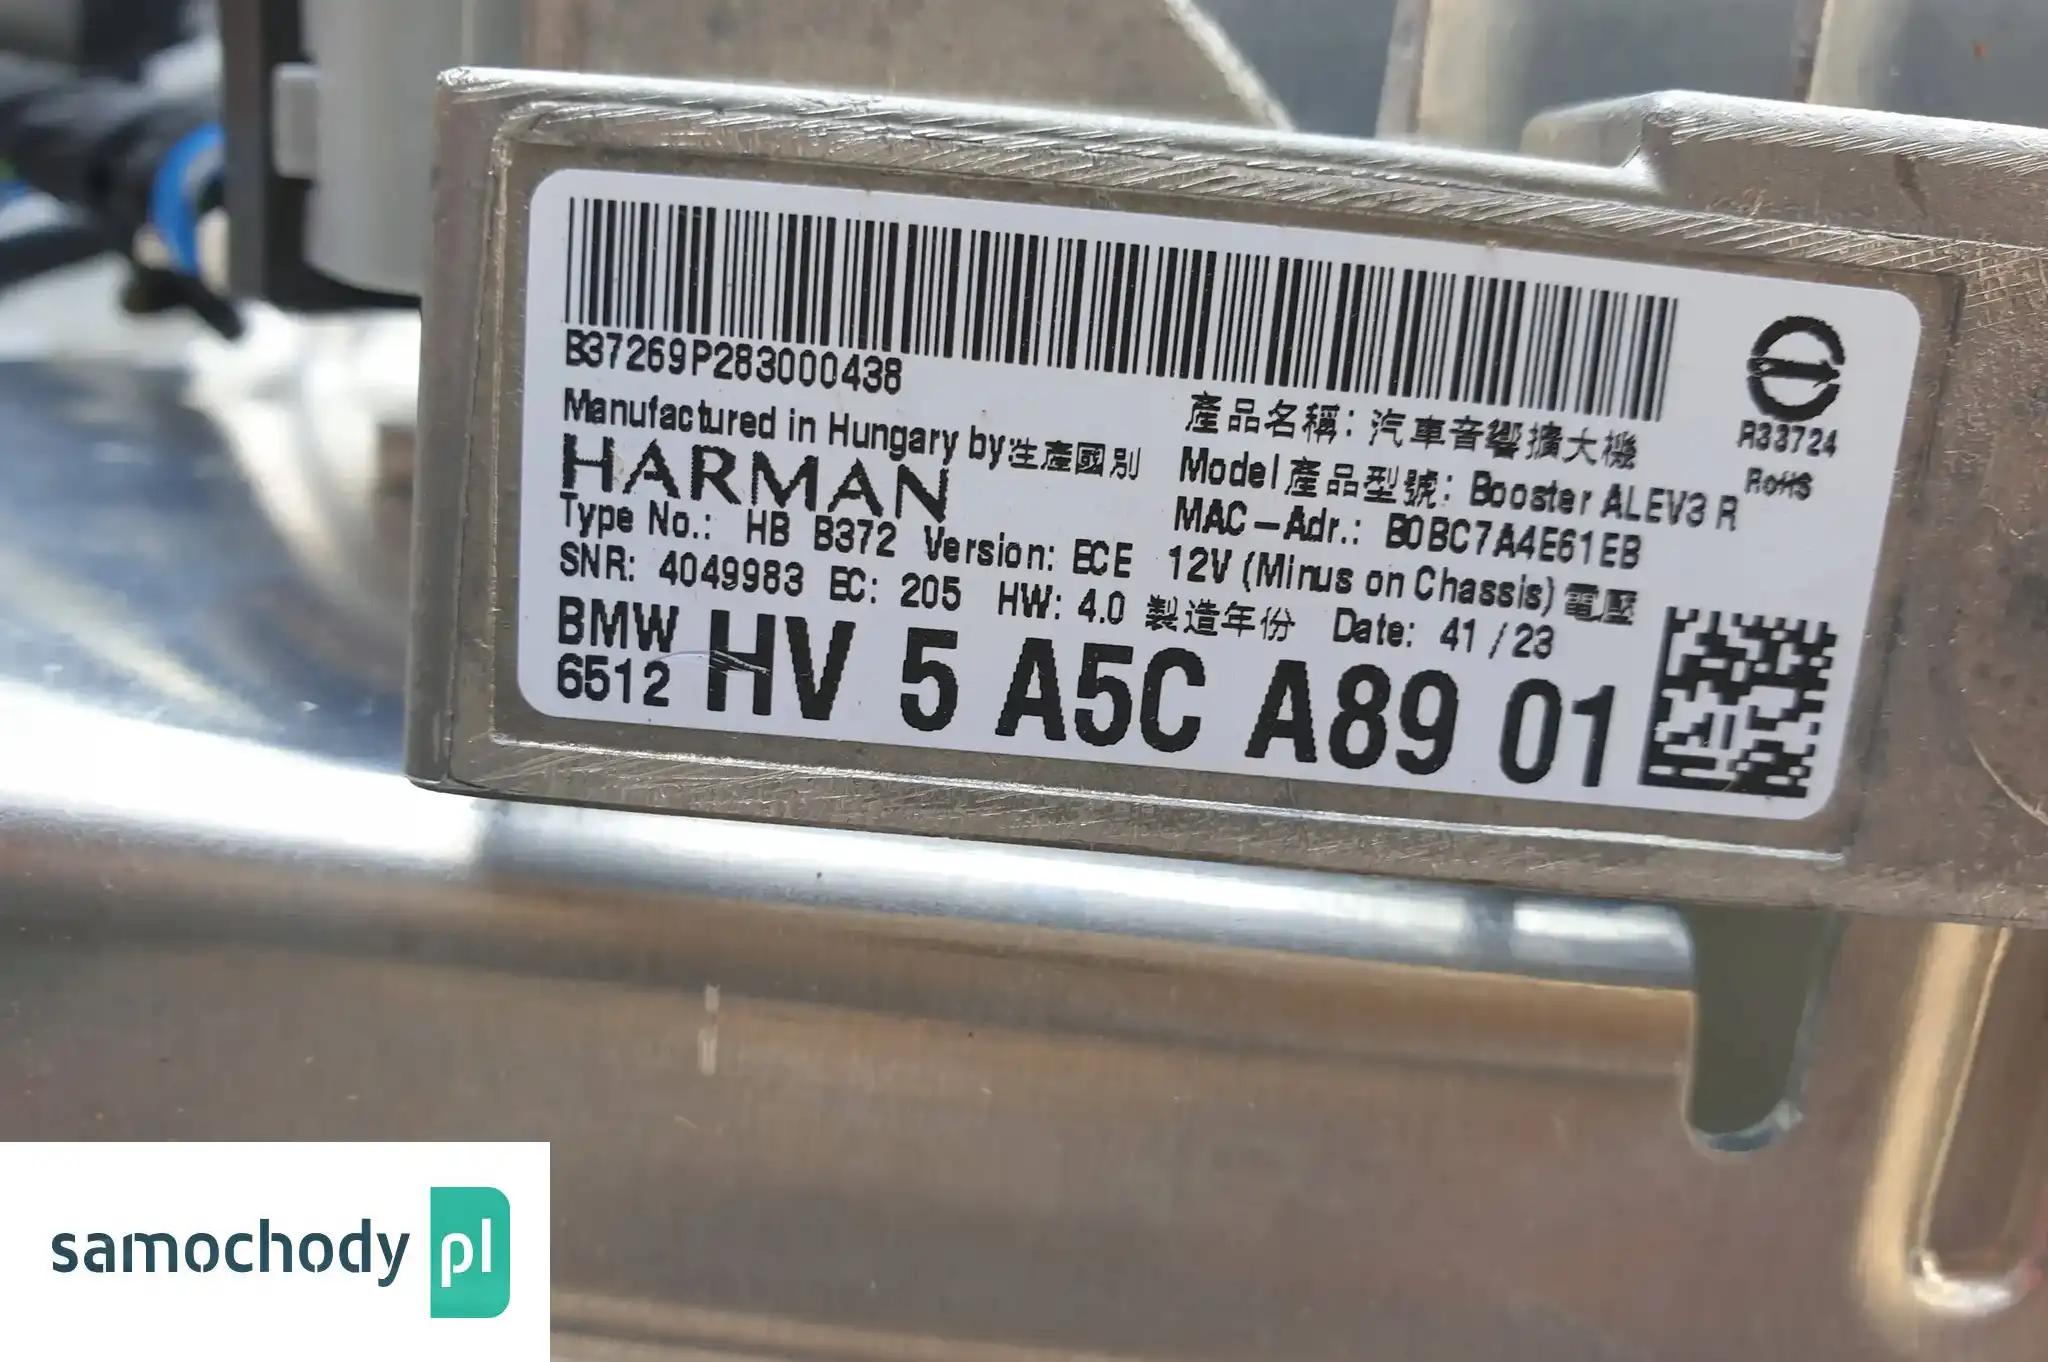 B37269P283000438
Manufactured in Hungary by 生產國別
HARMAN
Type No.: HB B372 Version: ECE
SNR: 4049983 EC: 205 HW: 4.0
產品名稱: 汽車音響擴大機
Model 產品型號: Booster ALEV3 R
MAC-Adr.: B0BC7A4E61EB
12V (Minus on Chassis) 電壓
製造年份 Date: 41 / 23
R33724
RoHS
BMW
6512
HV 5 A5C A89 01
samochody pl